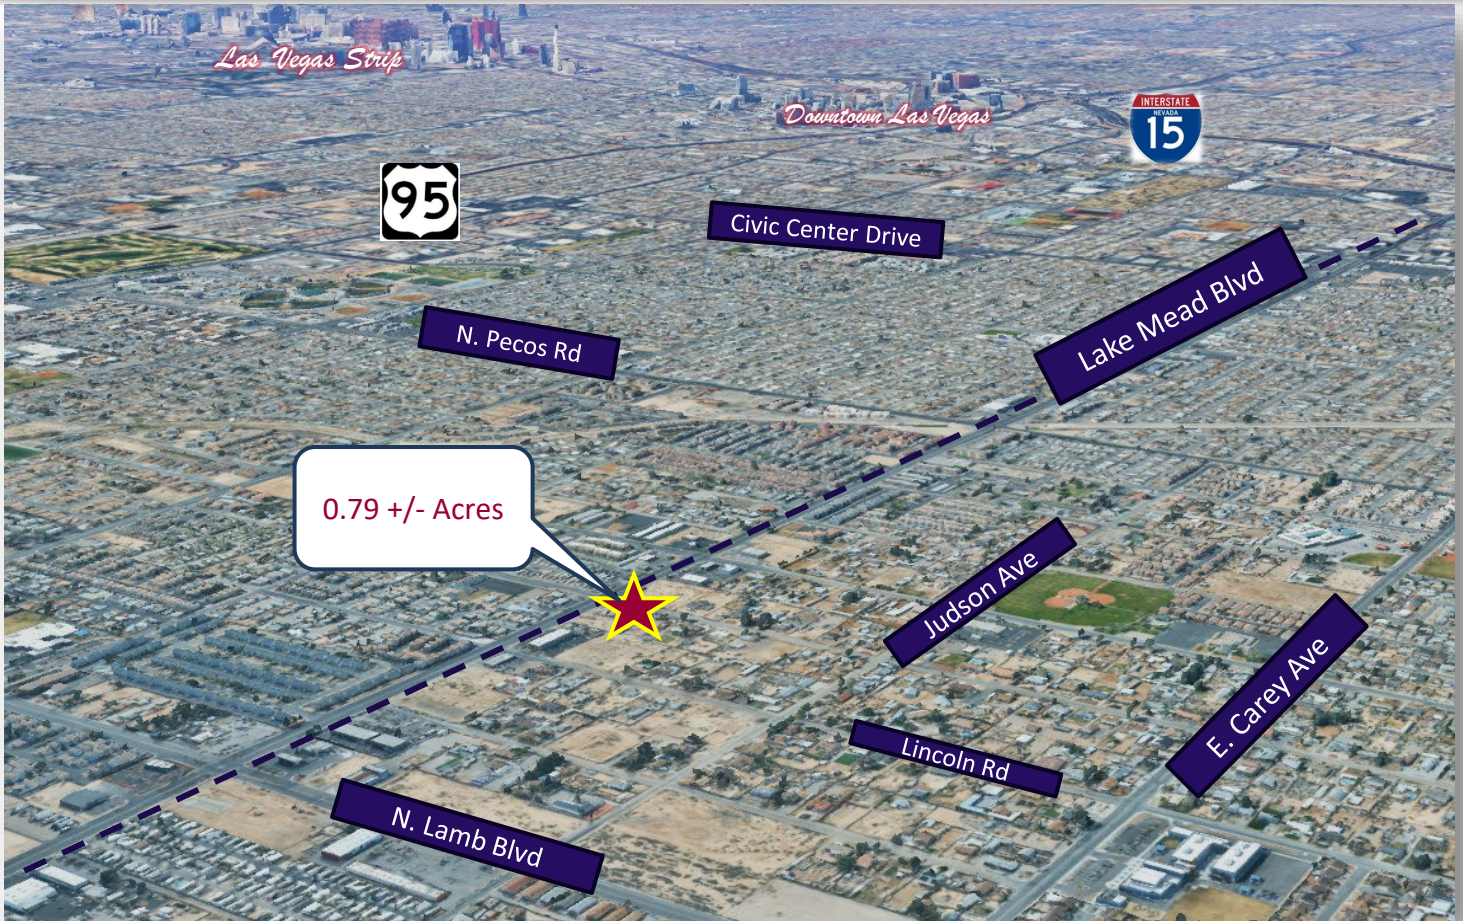 Las Vegas Strip
Downtown Las Vegas
INTERSTATE
NEVADA
15
95
Civic Center Drive
Lake Mead Blvd
N. Pecos Rd
0.79 +/- Acres
Judson Ave
E. Carey Ave
Lincoln Rd
N. Lamb Blvd